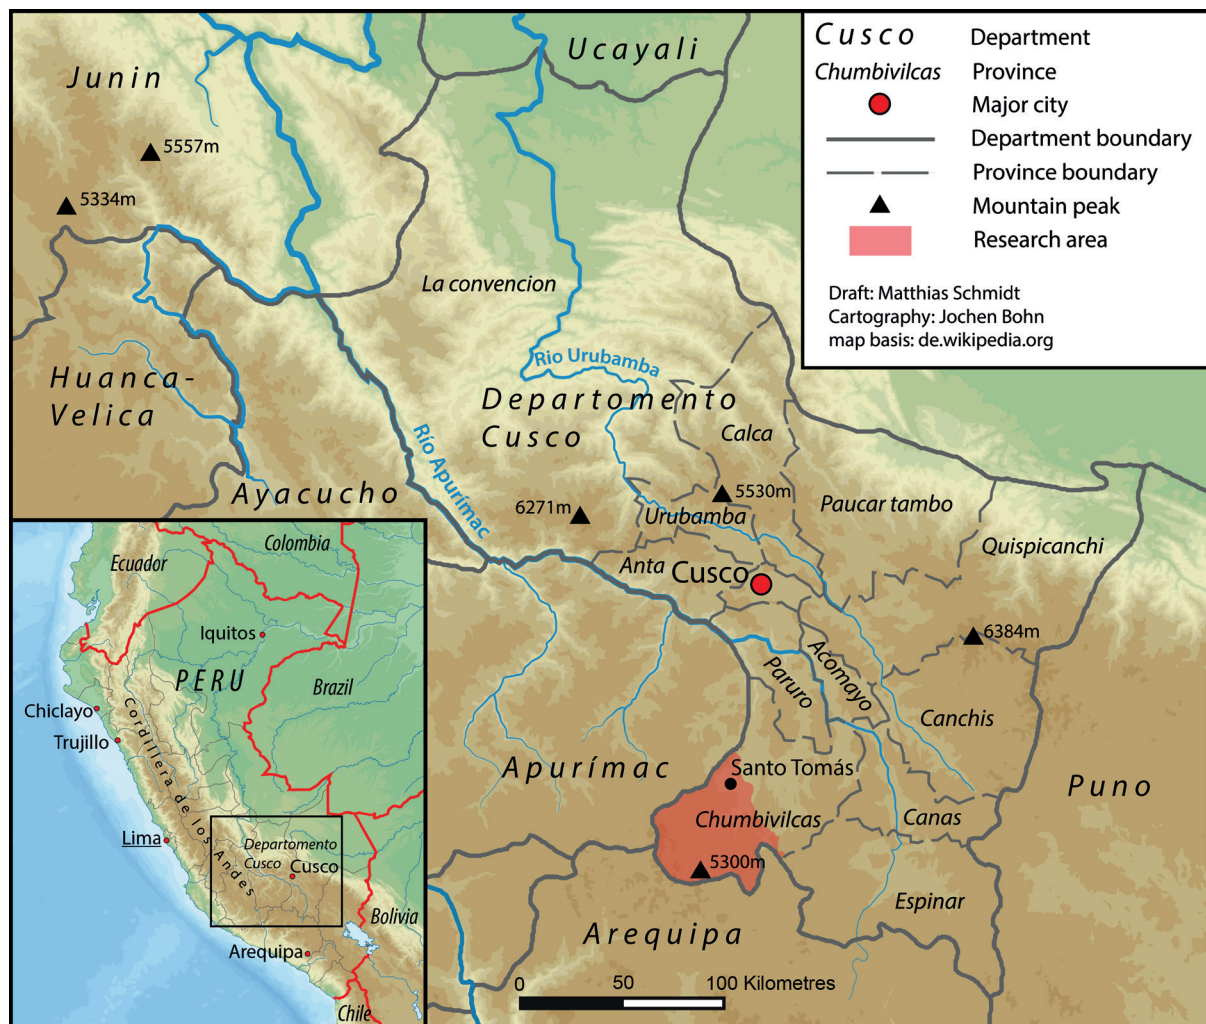 Junin
Ucayali
5557m
5334m
La convencion
Rio Urubamba
Huanca-
Velica
Departomento
Cusco
Calca
Río Apurímac
Ayacucho
5530m
6271m
Urubamba
Paucar tambo
Quispicanchi
Anta
Cusco
6384m
Acomayo
Paruro
Canchis
Apurímac
Santo Tomás
Puno
Chumbivilcas
Canas
5300m
Espinar
Arequipa
0 50 100 Kilometres
Cusco Department
Chumbivilcas Province
Major city
Department boundary
Province boundary
Mountain peak
Research area
Draft: Matthias Schmidt
Cartography: Jochen Bohn
map basis: de.wikipedia.org
Colombia
Ecuador
Iquitos
PERU
Brazil
Chiclayo
Trujillo
Cordillera de los Andes
Lima
Departomento
Cusco
Cusco
Bolivia
Arequipa
Chile